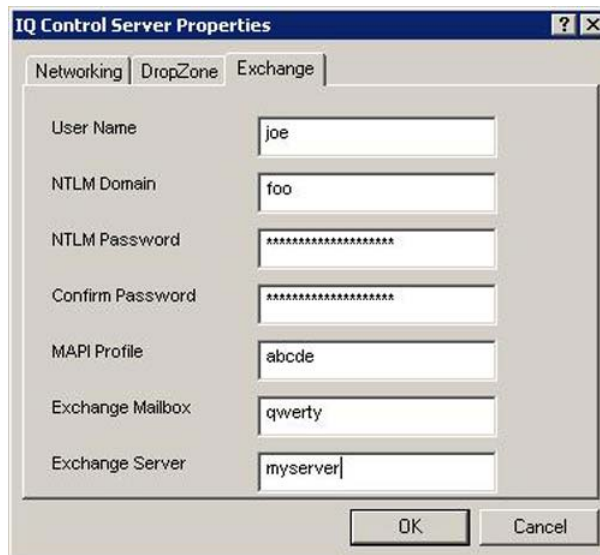 IQ Control Server Properties
Networking DropZone Exchange
User Name joe
NTLM Domain foo
NTLM Password ********************
Confirm Password ********************
MAPI Profile abcde
Exchange Mailbox qwerty
Exchange Server myserver
OK Cancel